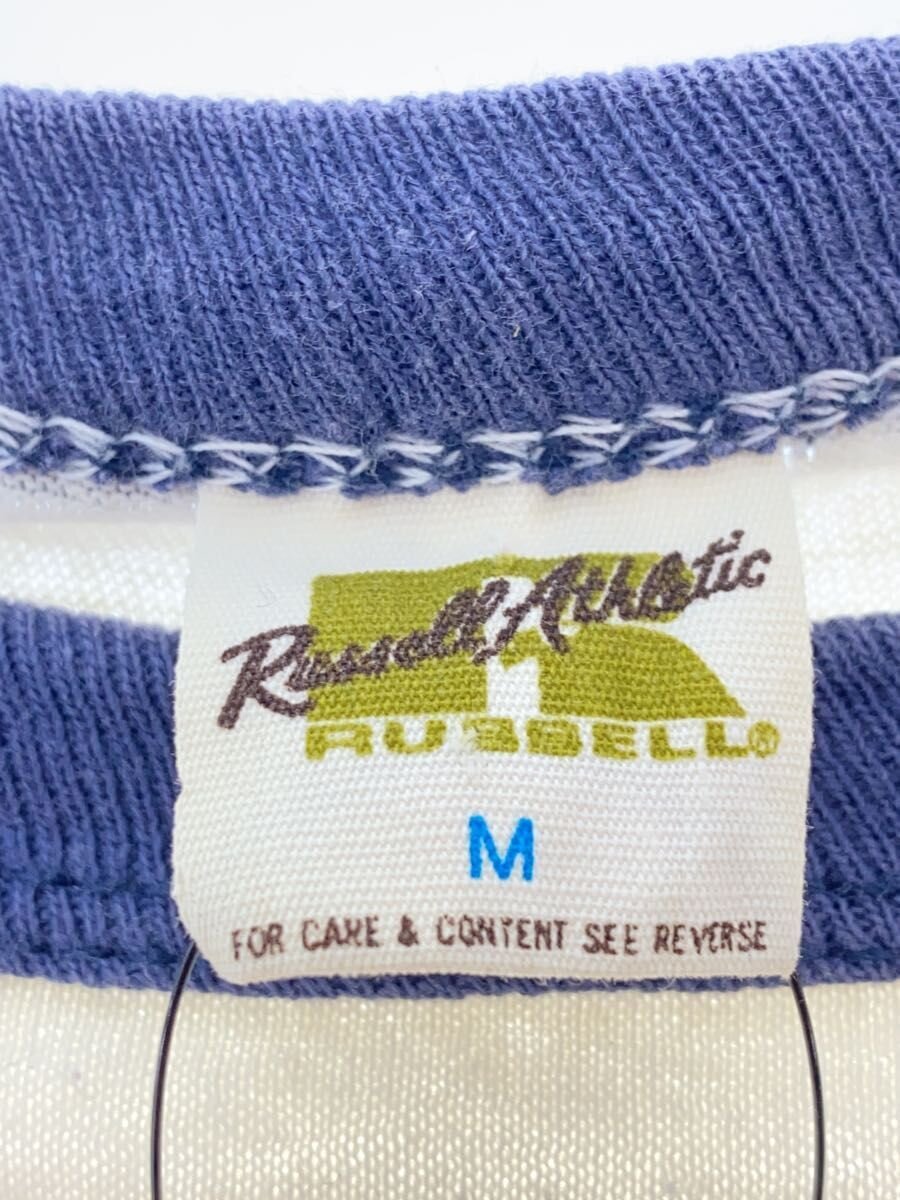 Russell Athletic
RUSSELL®
M
FOR CARE & CONTENT SEE REVERSE